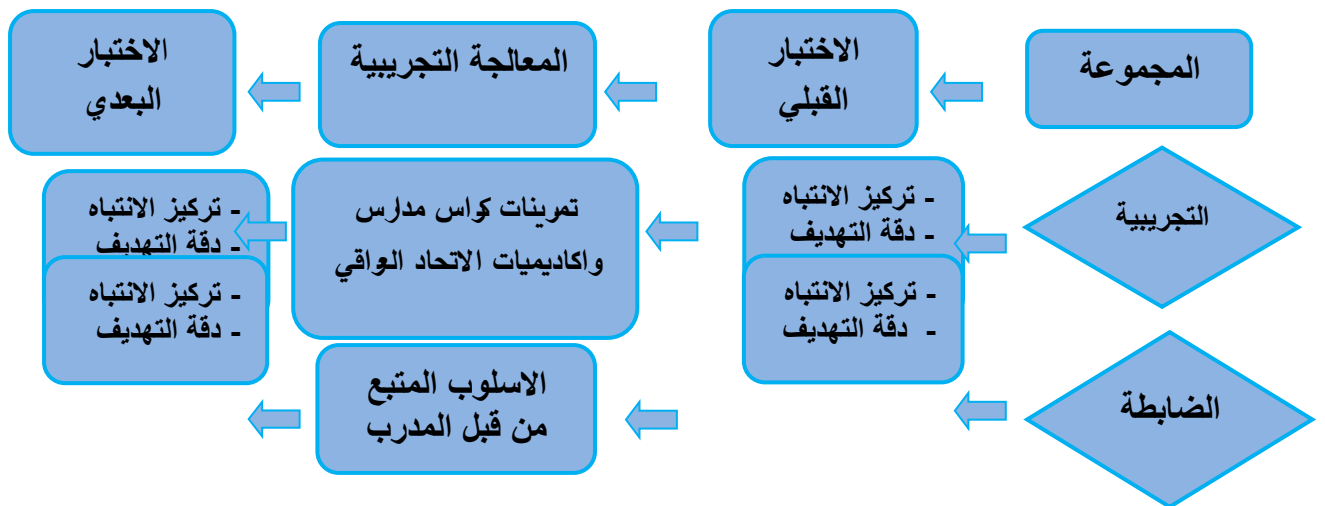 المجموعة
الاختبار
القبلي
المعالجة التجريبية
الاختبار
البعدي
التجريبية
- تركيز الانتباه
- دقة التهديف
تمرينات كواس مدارس
واكاديميات الاتحاد العراقي
- تركيز الانتباه
- دقة التهديف
الضابطة
- تركيز الانتباه
- دقة التهديف
الاسلوب المتبع
من قبل المدرب
- تركيز الانتباه
- دقة التهديف